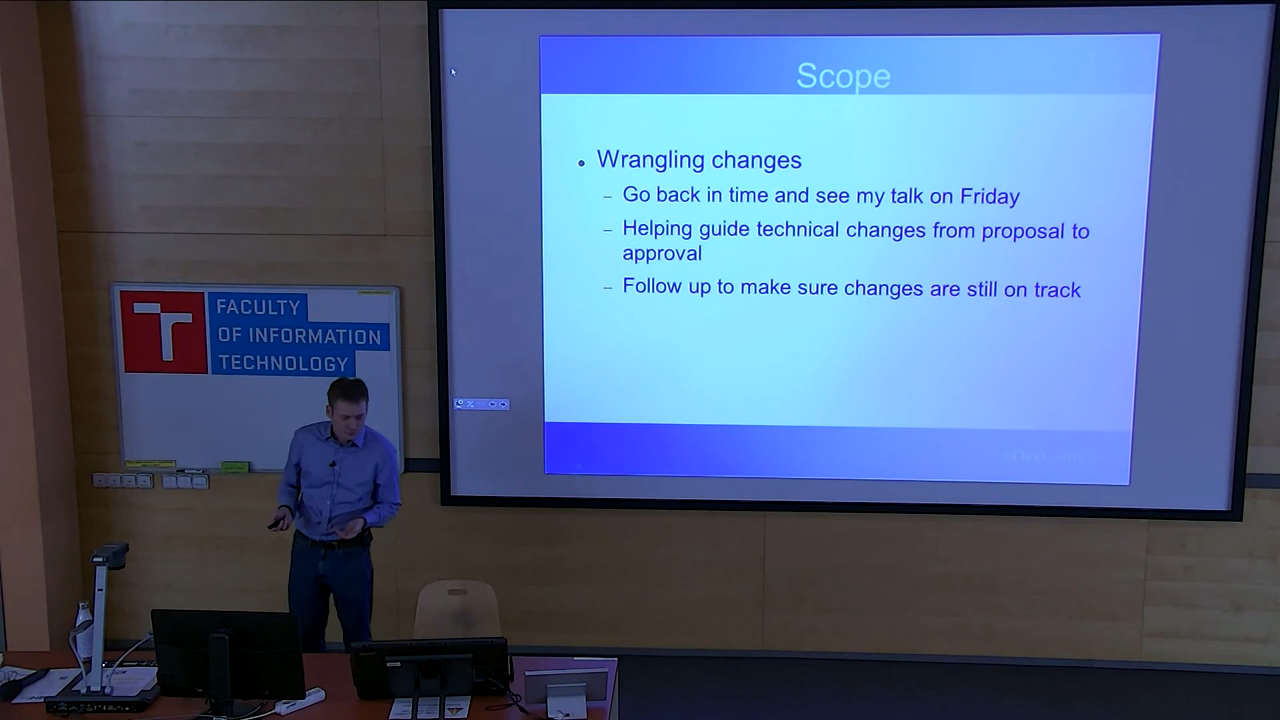 Scope
Wrangling changes
Go back in time and see my talk on Friday
Helping guide technical changes from proposal to
approval
Follow up to make sure changes are still on track
FACULTY
OF INFORMATION
TECHNOLOGY